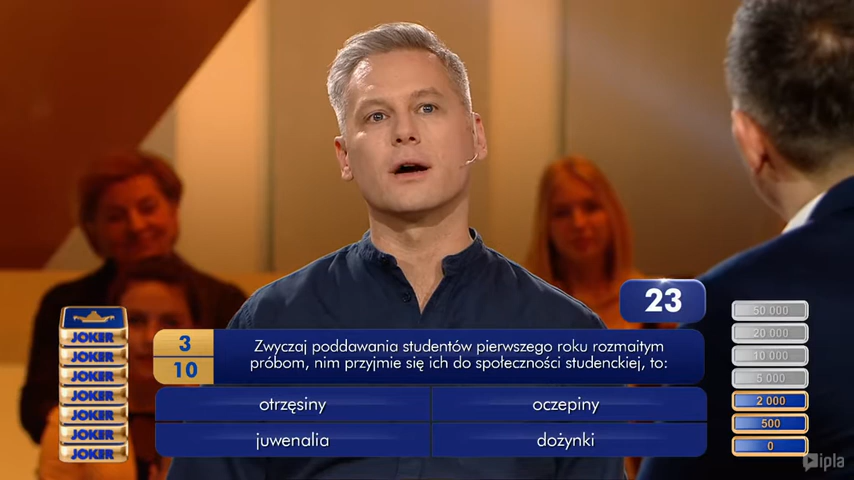 23
50 000
20 000
10 000
5 000
2 000
500
0
JOKER
JOKER
JOKER
JOKER
JOKER
JOKER
JOKER
3
10
Zwyczaj poddawania studentów pierwszego roku rozmaitym
próbom, nim przyjmie się ich do społeczności studenckiej, to:
otrzęsiny
oczepiny
juwenalia
dożynki
ipla